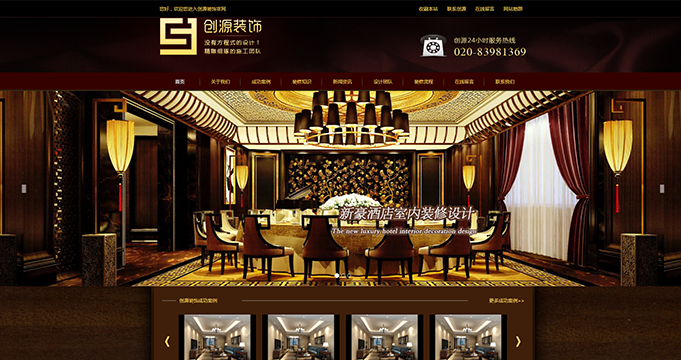 您好，欢迎您进入创源装饰官网
收藏本站 联系创源 在线留言 网站地图
创源装饰
没有方程式的设计！
精雕细琢的施工团队
创源24小时服务热线
020-83981369
首页 关于我们 成功案例 装修知识 新闻资讯 设计团队 装修流程 在线留言 联系我们
新豪酒店室内装修设计
The new luxury hotel interior decoration design
创源装饰成功案例
更多成功案例>>